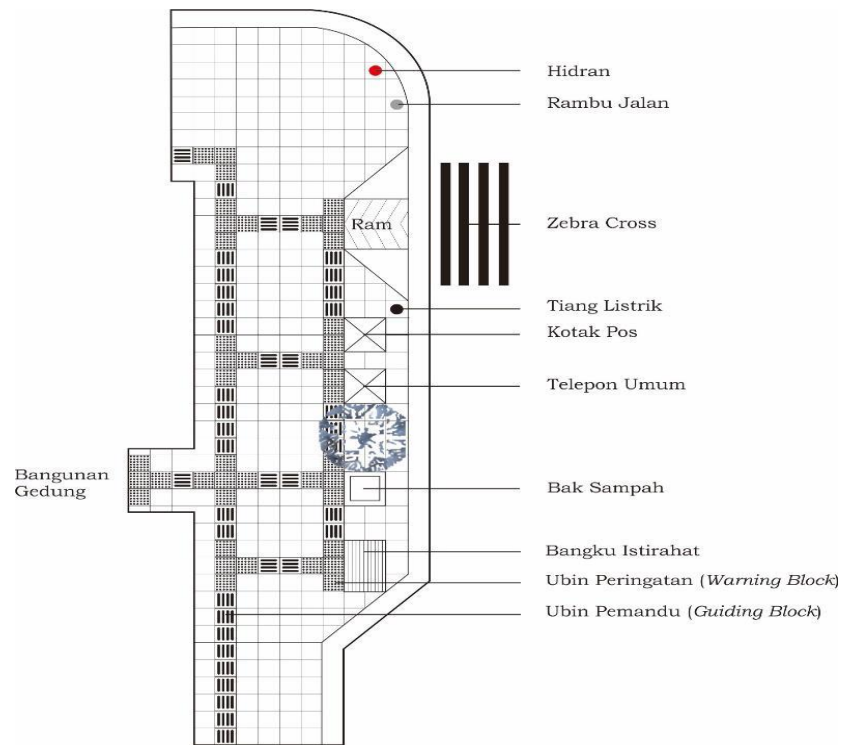 Hidran
Rambu Jalan
Ram
Zebra Cross
Tiang Listrik
Kotak Pos
Telepon Umum
Bangunan
Gedung
Bak Sampah
Bangku Istirahat
Ubin Peringatan (Warning Block)
Ubin Pemandu (Guiding Block)